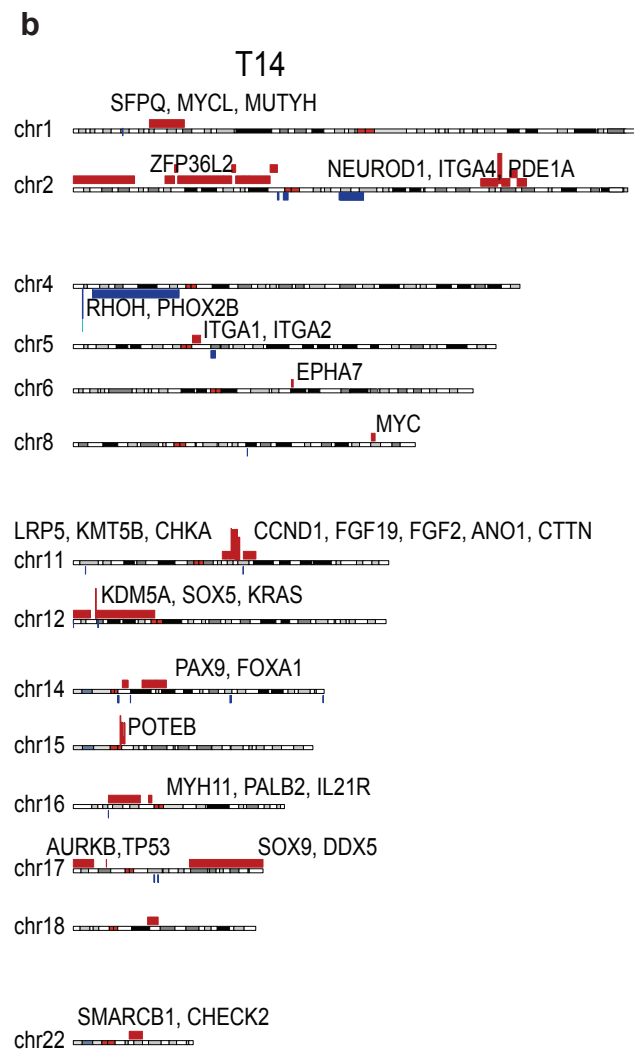 b
T14
SFPQ, MYCL, MUTYH
chr1
ZFP36L2
NEUROD1, ITGA4, PDE1A
chr2
chr4
RHOH, PHOX2B
ITGA1, ITGA2
chr5
EPHA7
chr6
MYC
chr8
LRP5, KMT5B, CHKA
CCND1, FGF19, FGF2, ANO1, CTTN
chr11
KDM5A, SOX5, KRAS
chr12
PAX9, FOXA1
chr14
POTEB
chr15
MYH11, PALB2, IL21R
chr16
AURKB,TP53
SOX9, DDX5
chr17
chr18
SMARCB1, CHECK2
chr22